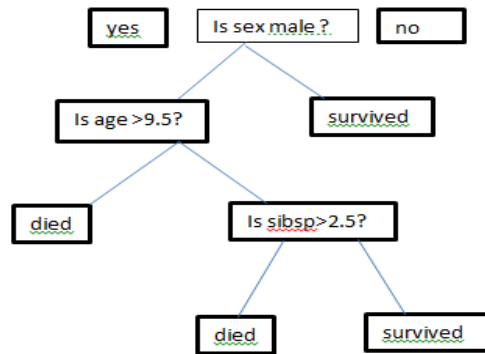 yes
Is sex male ?
no
Is age >9.5?
survived
died
Is sibsp>2.5?
died
survived